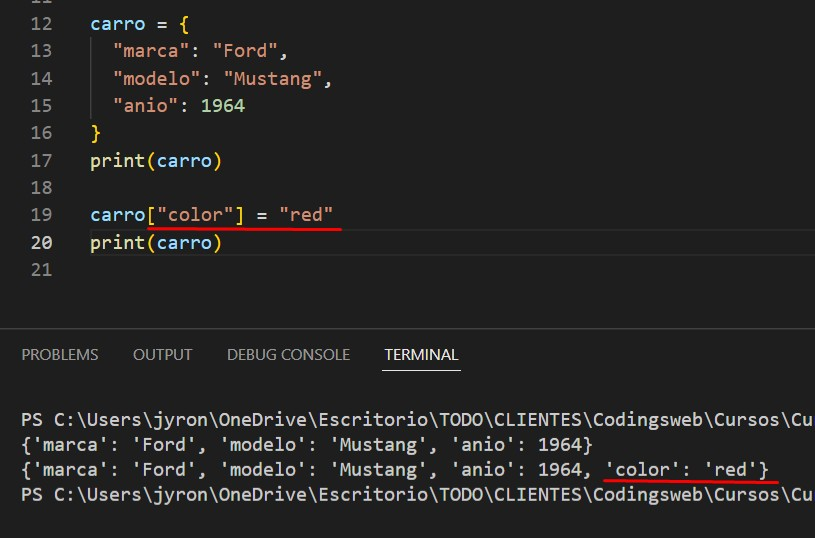 11
12 carro = {
13 "marca": "Ford",
14 "modelo": "Mustang",
15 "anio": 1964
16 }
17 print(carro)
18
19 carro["color"] = "red"
20 print(carro)
21
PROBLEMS OUTPUT DEBUG CONSOLE TERMINAL
PS C:\Users\jyron\OneDrive\Escritorio\TODO\CLIENTES\Codingsweb\Cursos\Cu
{'marca': 'Ford', 'modelo': 'Mustang', 'anio': 1964}
{'marca': 'Ford', 'modelo': 'Mustang', 'anio': 1964, 'color': 'red'}
PS C:\Users\jyron\OneDrive\Escritorio\TODO\CLIENTES\Codingsweb\Cursos\Cu